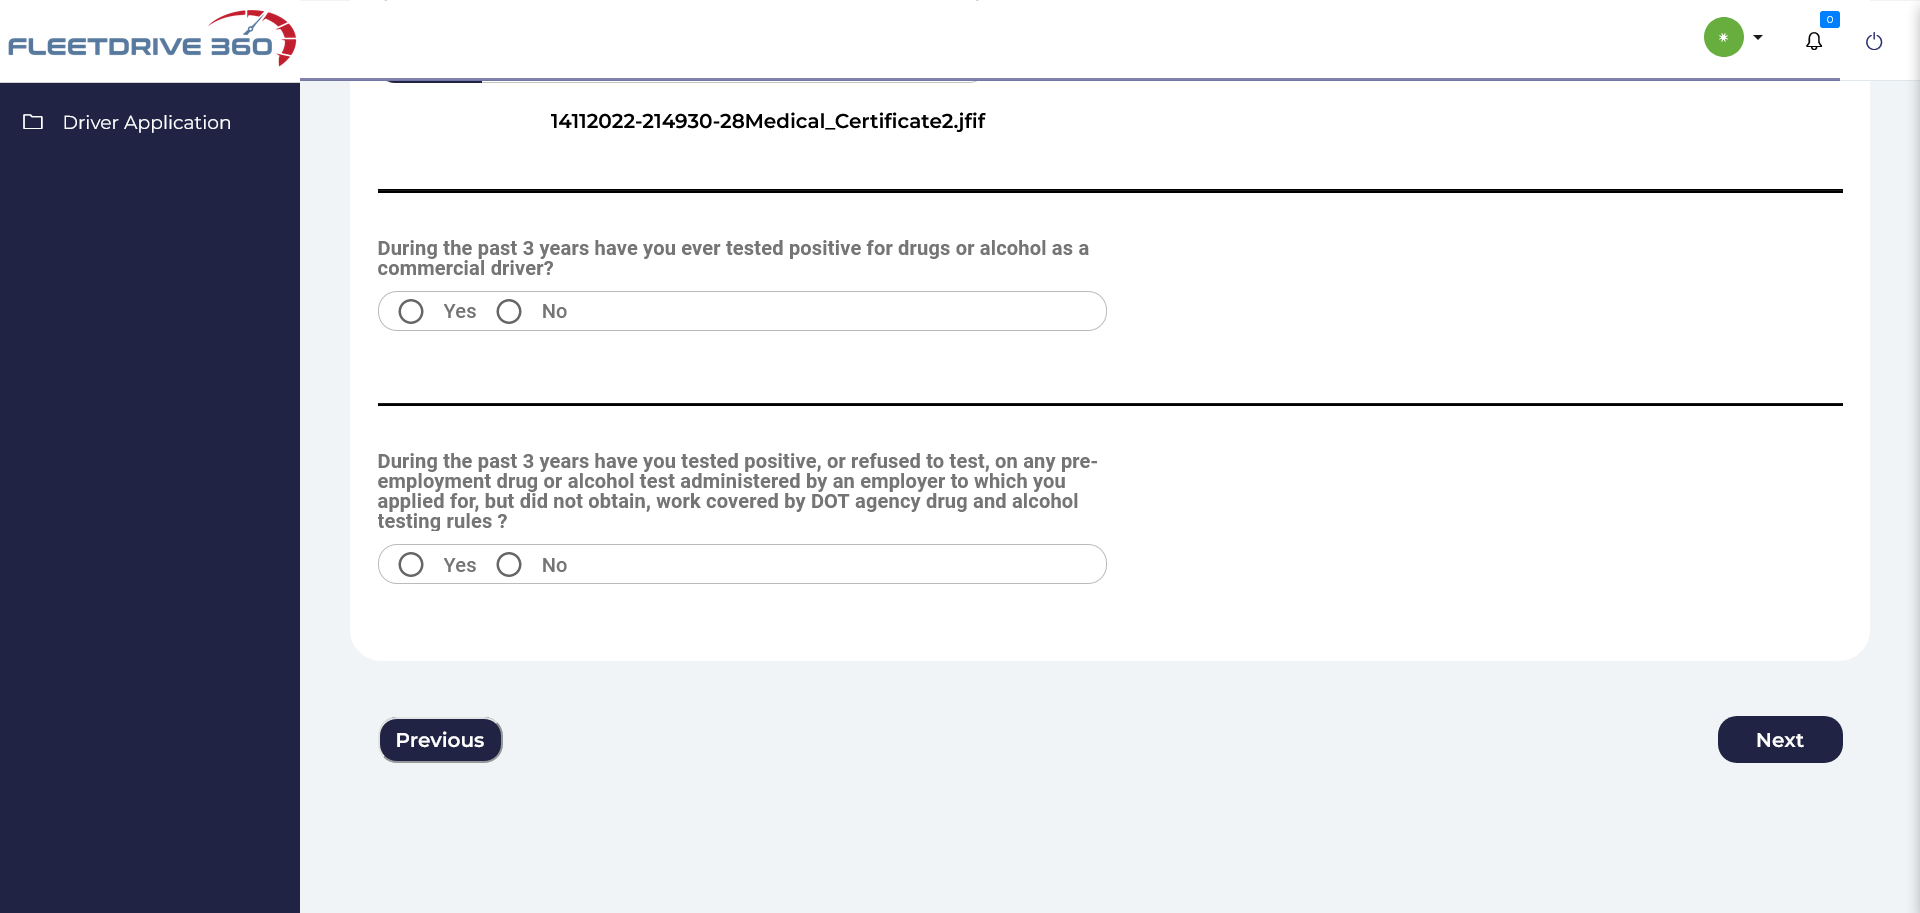 FLEETDRIVE 360
0
Driver Application
14112022-214930-28Medical_Certificate2.jfif
During the past 3 years have you ever tested positive for drugs or alcohol as a
commercial driver?
Yes No
During the past 3 years have you tested positive, or refused to test, on any pre-
employment drug or alcohol test administered by an employer to which you
applied for, but did not obtain, work covered by DOT agency drug and alcohol
testing rules ?
Yes No
Previous
Next